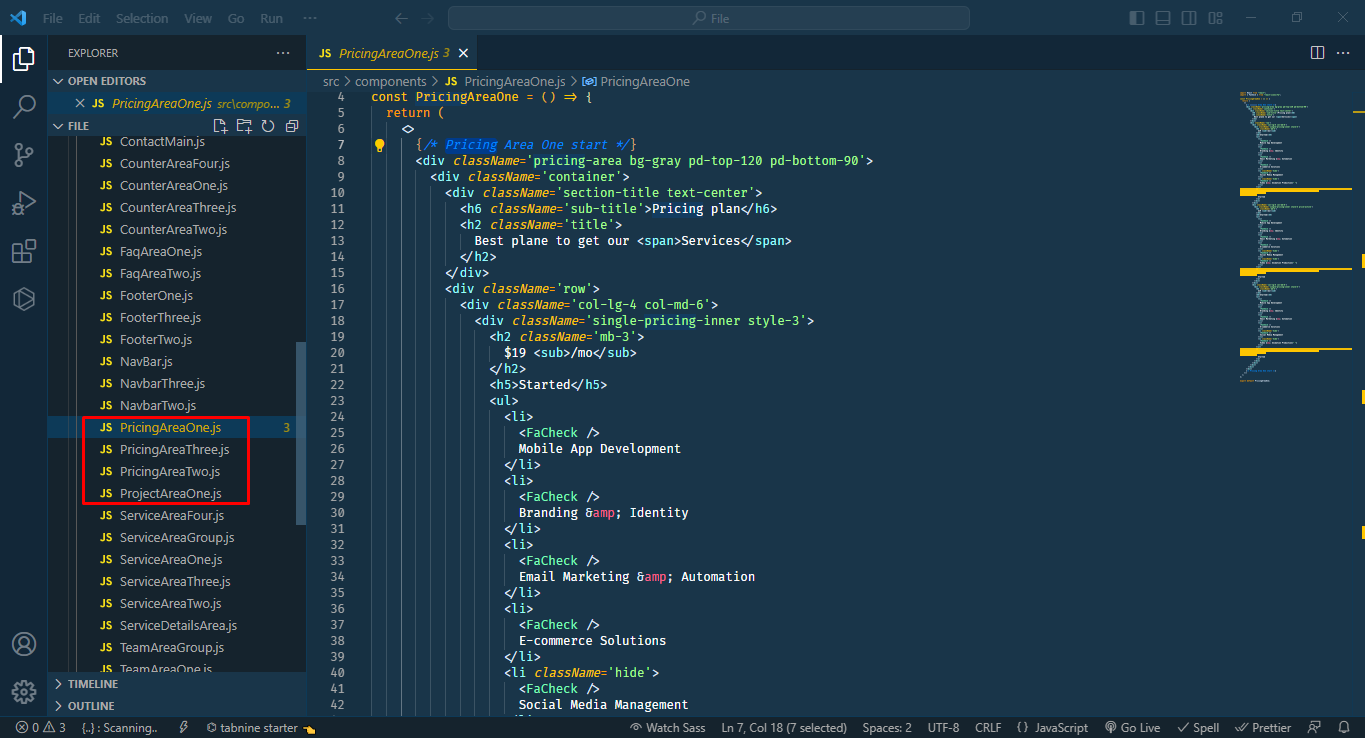 File Edit Selection View Go Run ··· File
EXPLORER ···
OPEN EDITORS
JS PricingAreaOne.js src\compo... 3
FILE
JS ContactMain.js
JS CounterAreaFour.js
JS CounterAreaOne.js
JS CounterAreaThree.js
JS CounterAreaTwo.js
JS FaqAreaOne.js
JS FaqAreaTwo.js
JS FooterOne.js
JS FooterThree.js
JS FooterTwo.js
JS NavBar.js
JS NavbarThree.js
JS NavbarTwo.js
JS PricingAreaOne.js 3
JS PricingAreaThree.js
JS PricingAreaTwo.js
JS ProjectAreaOne.js
JS ServiceAreaFour.js
JS ServiceAreaGroup.js
JS ServiceAreaOne.js
JS ServiceAreaThree.js
JS ServiceAreaTwo.js
JS ServiceDetailsArea.js
JS TeamAreaGroup.js
JS TeamAreaOne.js
TIMELINE
OUTLINE
JS PricingAreaOne.js 3
src > components > JS PricingAreaOne.js > PricingAreaOne
4 const PricingAreaOne = () => {
5 return (
6 <>
7 {/* Pricing Area One start */}
8 <div className='pricing-area bg-gray pd-top-120 pd-bottom-90'>
9 <div className='container'>
10 <div className='section-title text-center'>
11 <h6 className='sub-title'>Pricing plan</h6>
12 <h2 className='title'>
13 Best plane to get our <span>Services</span>
14 </h2>
15 </div>
16 <div className='row'>
17 <div className='col-lg-4 col-md-6'>
18 <div className='single-pricing-inner style-3'>
19 <h2 className='mb-3'>
20 $19 <sub>/mo</sub>
21 </h2>
22 <h5>Started</h5>
23 <ul>
24 <li>
25 <FaCheck />
26 Mobile App Development
27 </li>
28 <li>
29 <FaCheck />
30 Branding &amp; Identity
31 </li>
32 <li>
33 <FaCheck />
34 Email Marketing &amp; Automation
35 </li>
36 <li>
37 <FaCheck />
38 E-commerce Solutions
39 </li>
40 <li className='hide'>
41 <FaCheck />
42 Social Media Management
0 3 {..} : Scanning.. tabnine starter Watch Sass Ln 7, Col 18 (7 selected) Spaces: 2 UTF-8 CRLF {} JavaScript Go Live Spell Prettier